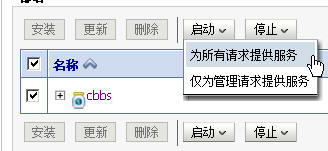 安装 更新 删除 启动 停止
名称
为所有请求提供服务
cbbs
仅为管理请求提供服务
安装 更新 删除 启动 停止